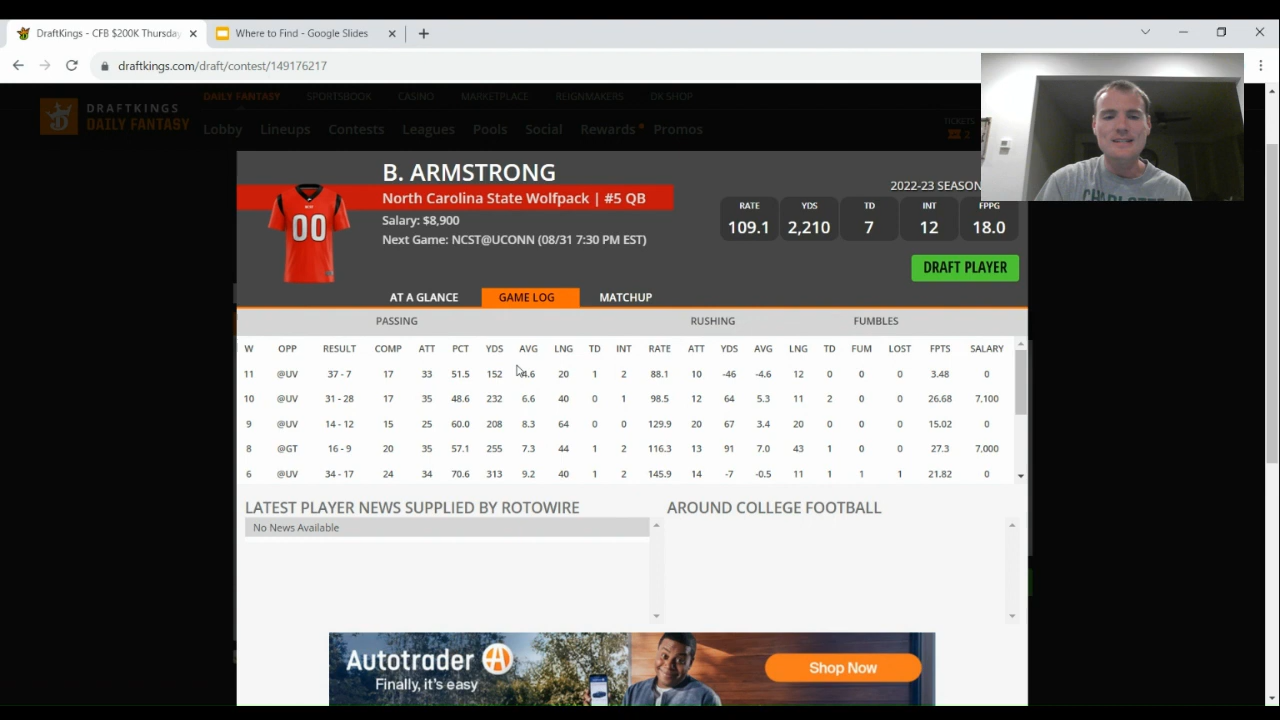 DraftKings - CFB $200K Thursday
Where to Find - Google Slides
draftkings.com/draft/contest/149176217
DRAFTKINGS
DAILY FANTASY
DAILY FANTASY SPORTSBOOK CASINO MARKETPLACE REIGNMAKERS DK SHOP
Lobby Lineups Contests Leagues Pools Social Rewards Promos
TICKETS
2
B. ARMSTRONG
North Carolina State Wolfpack | #5 QB
Salary: $8,900
Next Game: NCST@UCONN (08/31 7:30 PM EST)
00
2022-23 SEASON
RATE YDS TD INT FPPG
109.1 2,210 7 12 18.0
DRAFT PLAYER
AT A GLANCE GAME LOG MATCHUP
PASSING RUSHING FUMBLES
W OPP RESULT COMP ATT PCT YDS AVG LNG TD INT RATE ATT YDS AVG LNG TD FUM LOST FPTS SALARY
11 @UV 37 - 7 17 33 51.5 152 4.6 20 1 2 88.1 10 -46 -4.6 12 0 0 0 3.48 0
10 @UV 31 - 28 17 35 48.6 232 6.6 40 0 1 98.5 12 64 5.3 11 2 0 0 26.68 7,100
9 @UV 14 - 12 15 25 60.0 208 8.3 64 0 0 129.9 20 67 3.4 20 0 0 0 15.02 0
8 @GT 16 - 9 20 35 57.1 255 7.3 44 1 2 116.3 13 91 7.0 43 1 0 0 27.3 7,000
6 @UV 34 - 17 24 34 70.6 313 9.2 40 1 2 145.9 14 -7 -0.5 11 1 1 1 21.82 0
LATEST PLAYER NEWS SUPPLIED BY ROTOWIRE
No News Available
AROUND COLLEGE FOOTBALL
Autotrader
Finally, it's easy
Shop Now